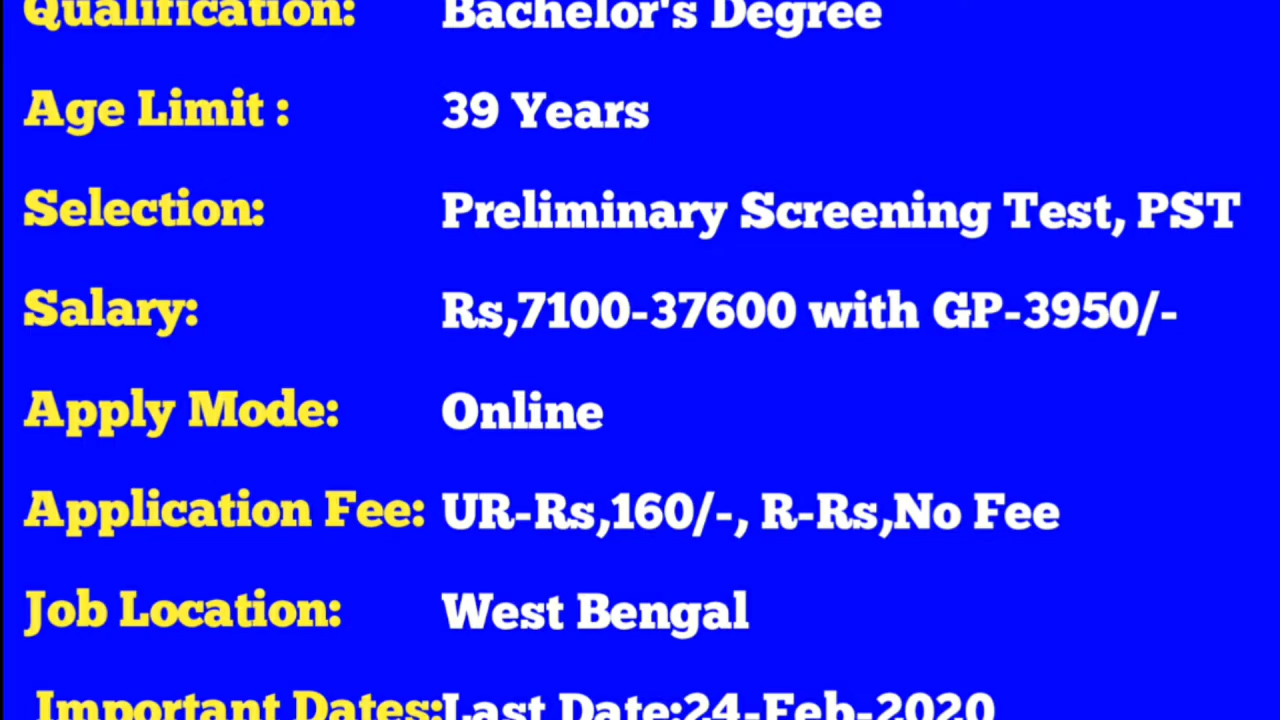 Qualification: Bachelor's Degree
Age Limit : 39 Years
Selection: Preliminary Screening Test, PST
Salary: Rs,7100-37600 with GP-3950/-
Apply Mode: Online
Application Fee: UR-Rs,160/-, R-Rs,No Fee
Job Location: West Bengal
Important Dates:Last Date:24-Feb-2020